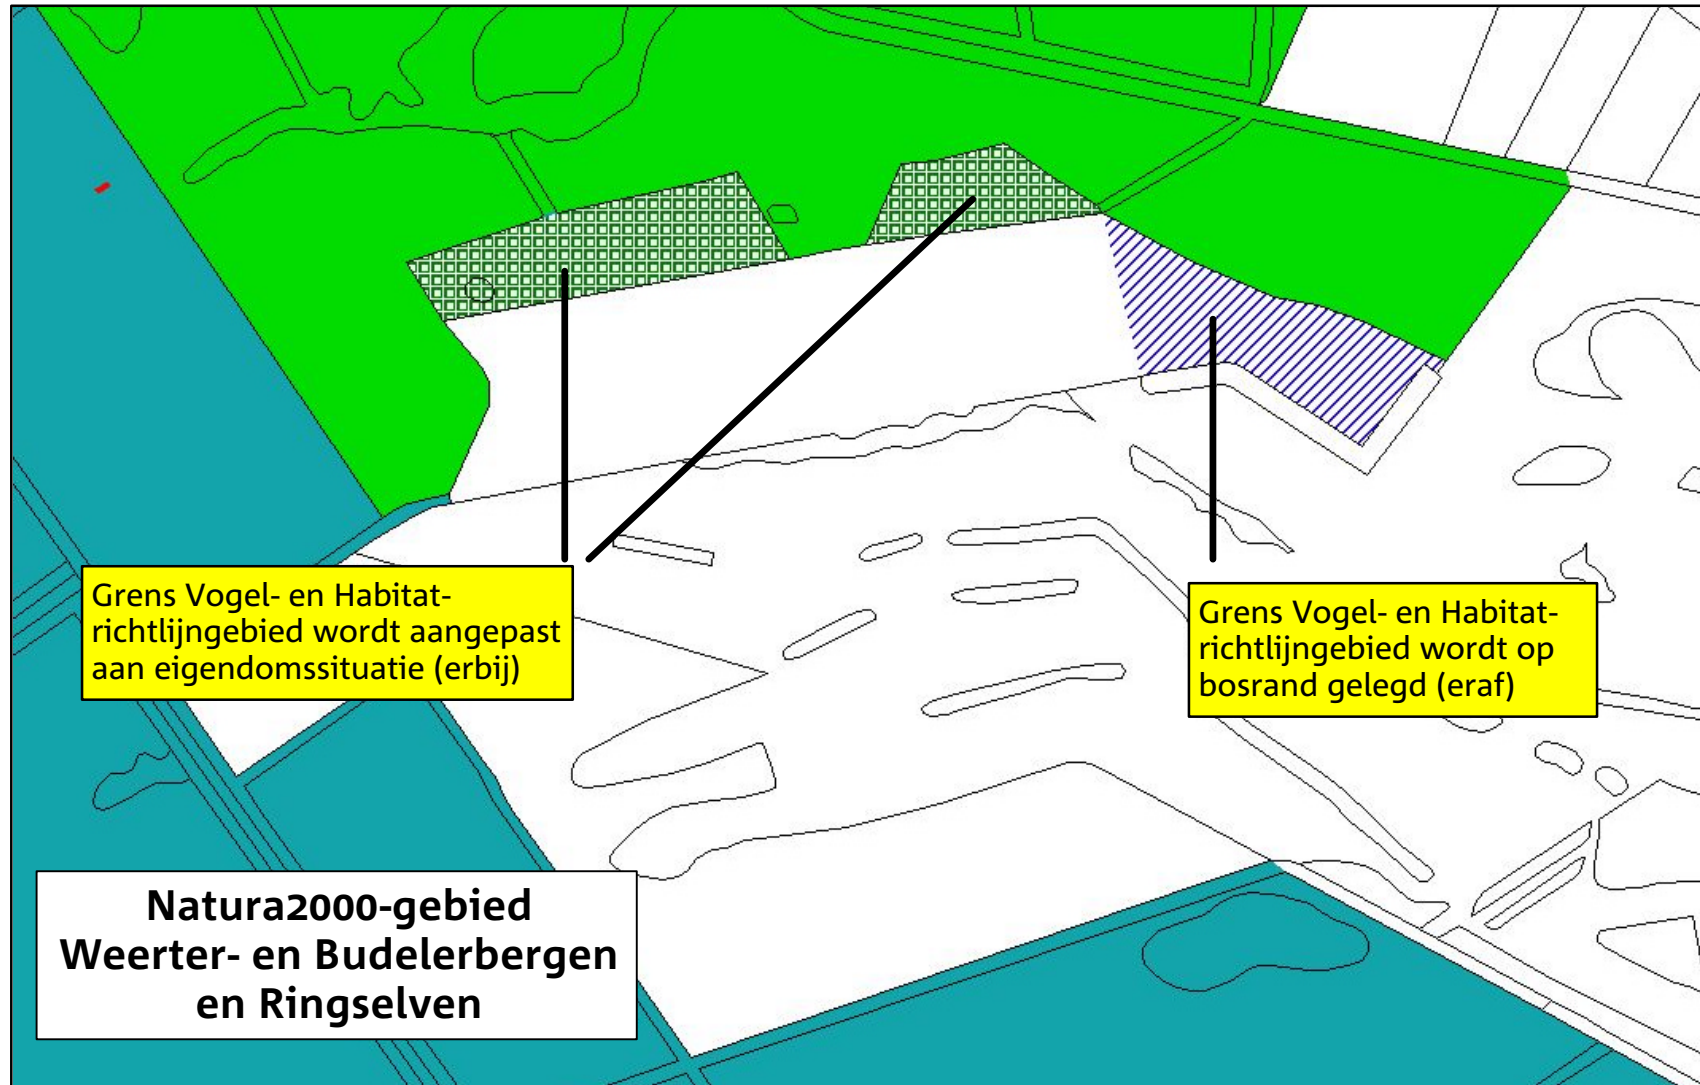 Grens Vogel- en Habitat-
richtlijngebied wordt aangepast
aan eigendomssituatie (erbij)
Grens Vogel- en Habitat-
richtlijngebied wordt op
bosrand gelegd (eraf)
Natura2000-gebied
Weerter- en Budelerbergen
en Ringselven